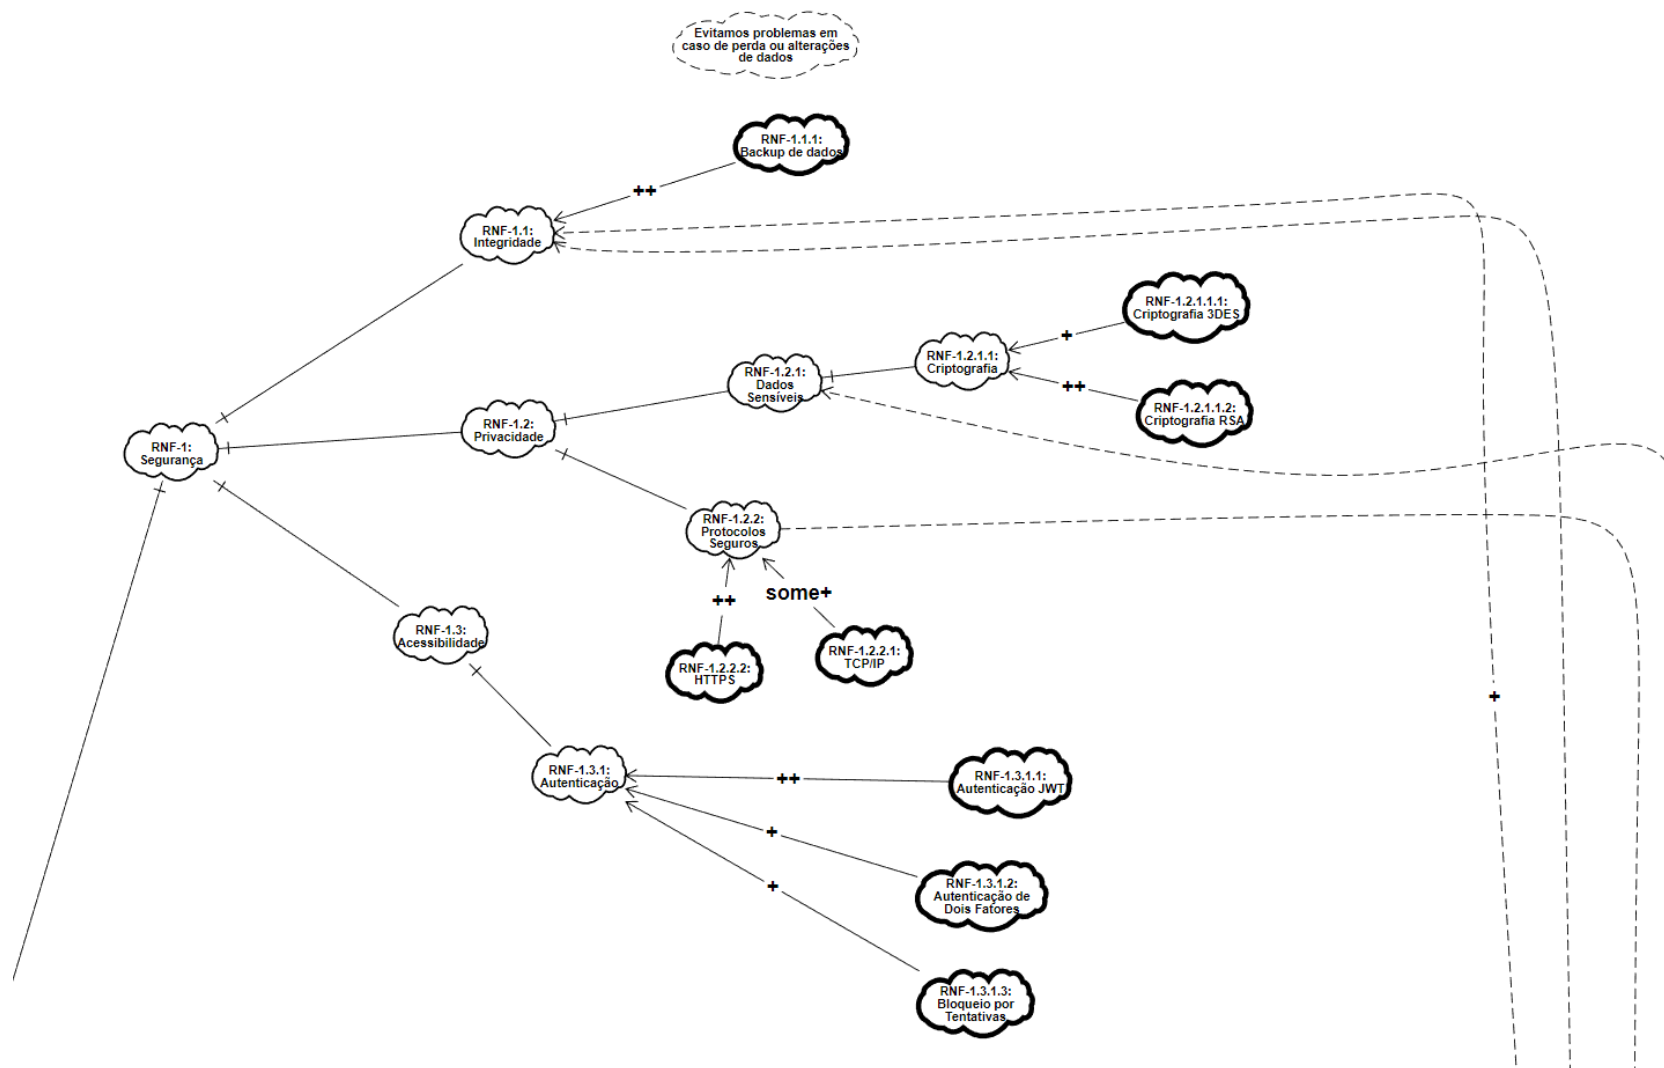 Evitamos problemas em
caso de perda ou alterações
de dados
RNF-1.1.1:
Backup de dados
++
RNF-1.1:
Integridade
RNF-1.2.1.1.1:
Criptografia 3DES
+
RNF-1.2.1.1:
Criptografia
RNF-1.2.1:
Dados
Sensíveis
++
RNF-1.2.1.1.2:
Criptografia RSA
RNF-1.2:
Privacidade
RNF-1:
Segurança
RNF-1.2.2:
Protocolos
Seguros
++
some+
RNF-1.3:
Acessibilidade
RNF-1.2.2.2:
HTTPS
RNF-1.2.2.1:
TCP/IP
+
RNF-1.3.1:
Autenticação
++
RNF-1.3.1.1:
Autenticação JWT
+
+
RNF-1.3.1.2:
Autenticação de
Dois Fatores
RNF-1.3.1.3:
Bloqueio por
Tentativas